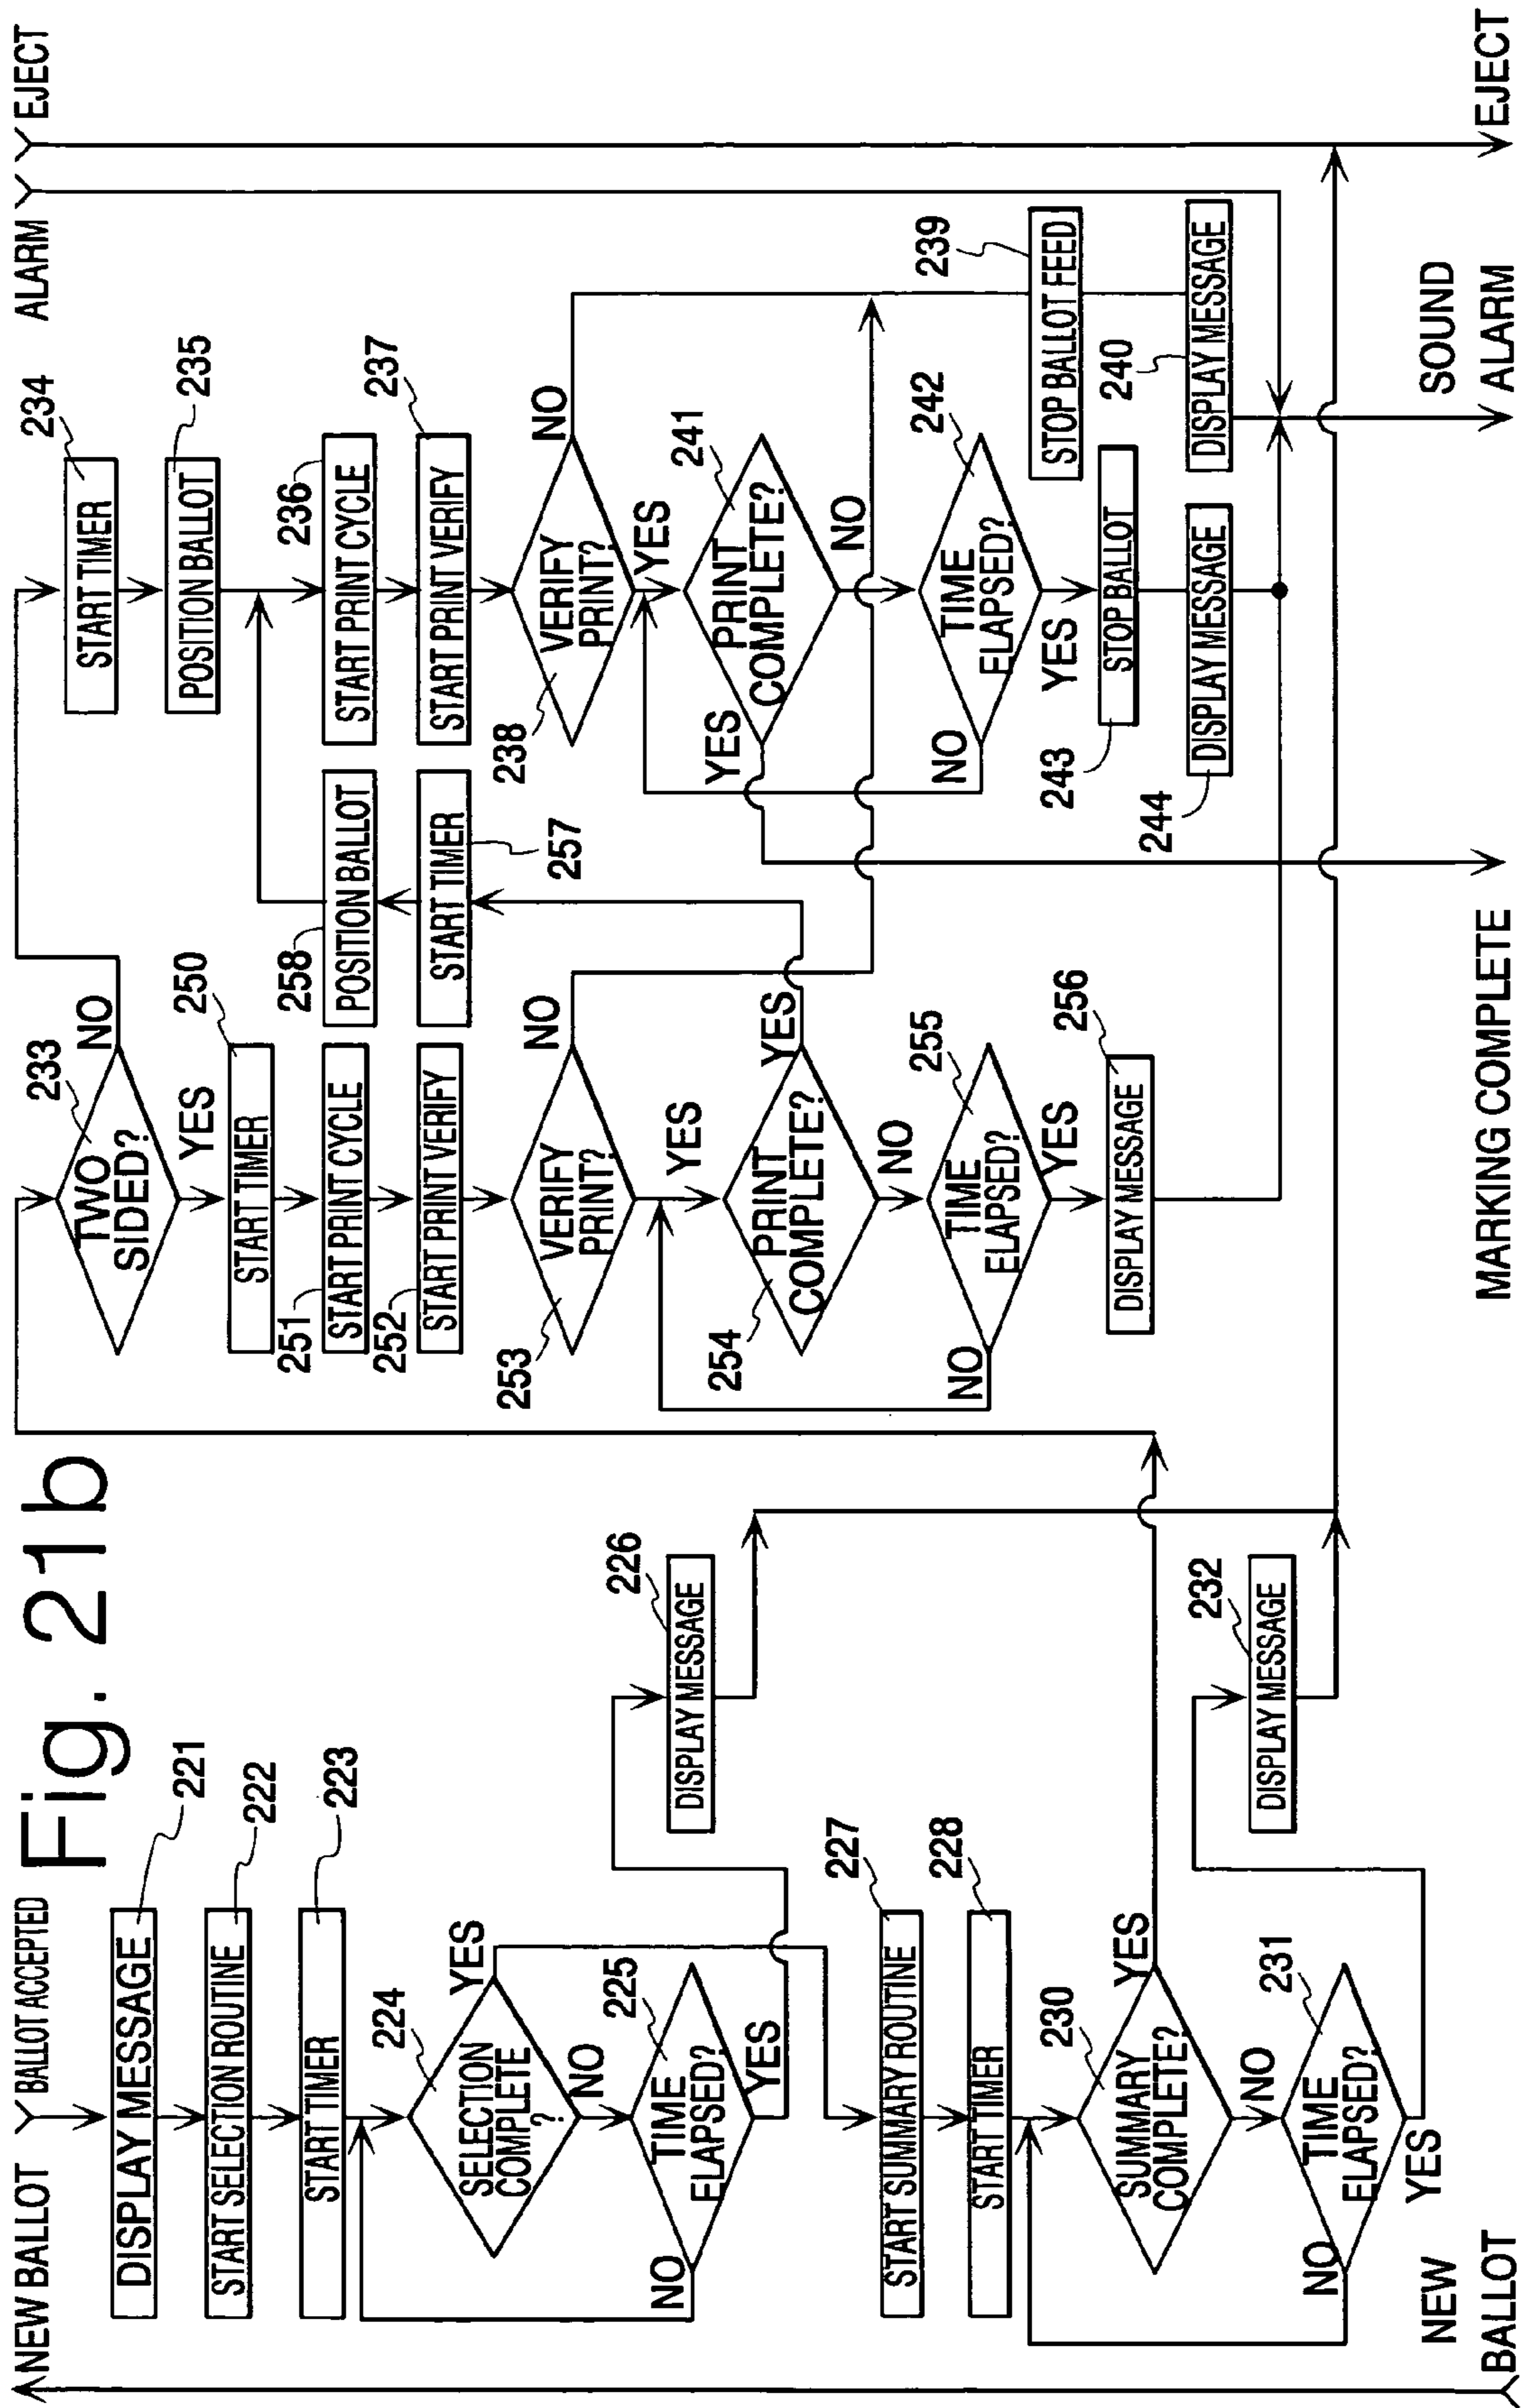 Fig. 21b
NEW BALLOT
BALLOT ACCEPTED
DISPLAY MESSAGE
221
START SELECTION ROUTINE
222
START TIMER
223
SELECTION
COMPLETE
?
224
YES
NO
TIME
ELAPSED?
225
NO
YES
DISPLAY MESSAGE
226
START SUMMARY ROUTINE
227
START TIMER
228
SUMMARY
COMPLETE?
230
YES
NO
TIME
ELAPSED?
231
NO
YES
DISPLAY MESSAGE
232
NEW
BALLOT
TWO
SIDED?
233
NO
YES
START TIMER
250
START PRINT CYCLE
251
START PRINT VERIFY
252
VERIFY
PRINT?
253
NO
YES
PRINT
COMPLETE?
254
YES
NO
TIME
ELAPSED?
255
NO
YES
DISPLAY MESSAGE
256
START TIMER
257
POSITION BALLOT
258
MARKING COMPLETE
START TIMER
234
POSITION BALLOT
235
START PRINT CYCLE
236
START PRINT VERIFY
237
VERIFY
PRINT?
238
NO
YES
PRINT
COMPLETE?
241
YES
NO
TIME
ELAPSED?
242
NO
YES
STOP BALLOT
243
DISPLAY MESSAGE
244
STOP BALLOT FEED
239
DISPLAY MESSAGE
240
ALARM
EJECT
SOUND
ALARM
EJECT